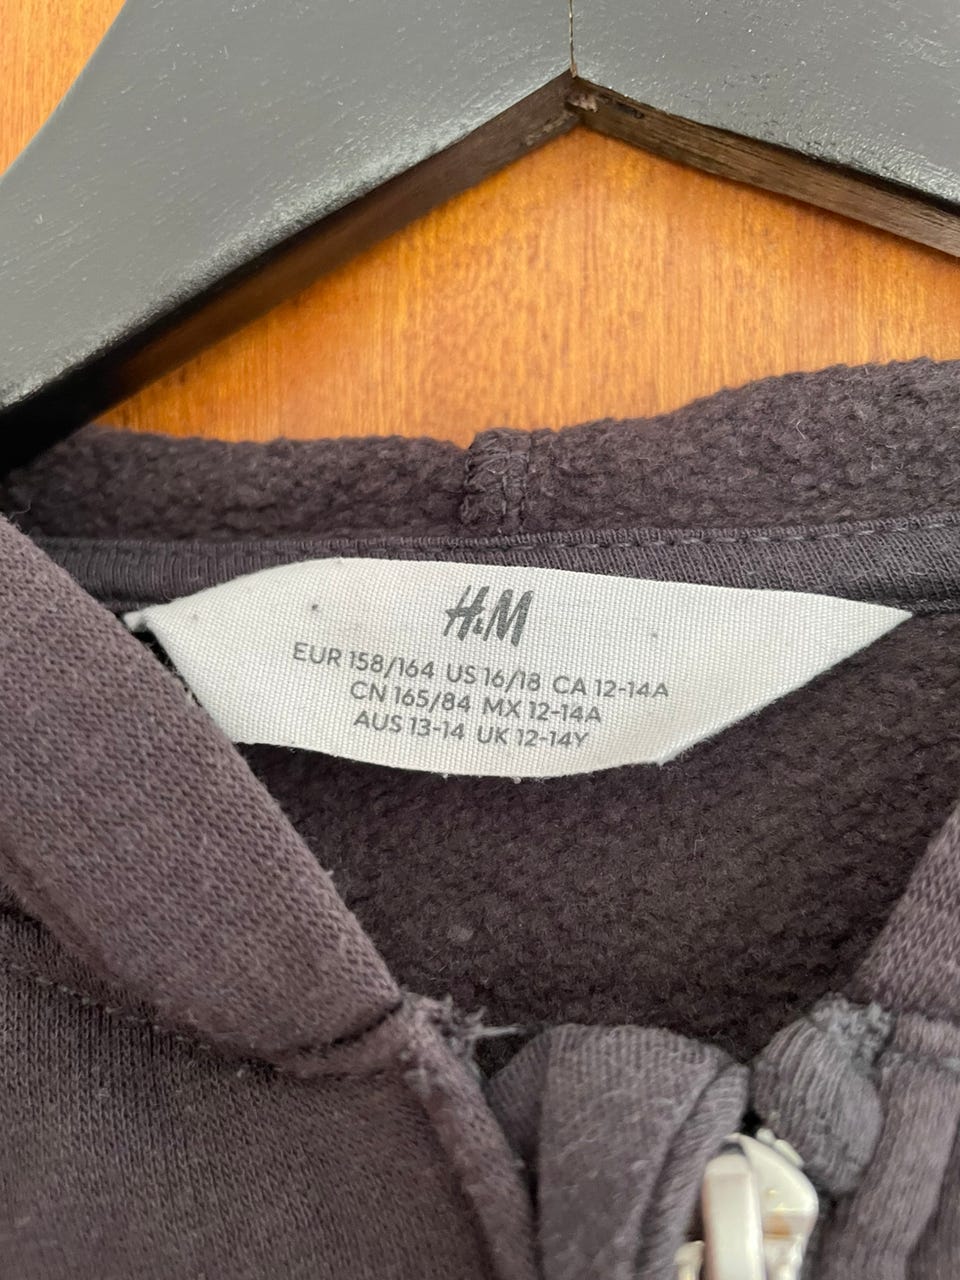 H&M
EUR 158/164 US 16/18 CA 12-14A
CN 165/84 MX 12-14A
AUS 13-14 UK 12-14Y